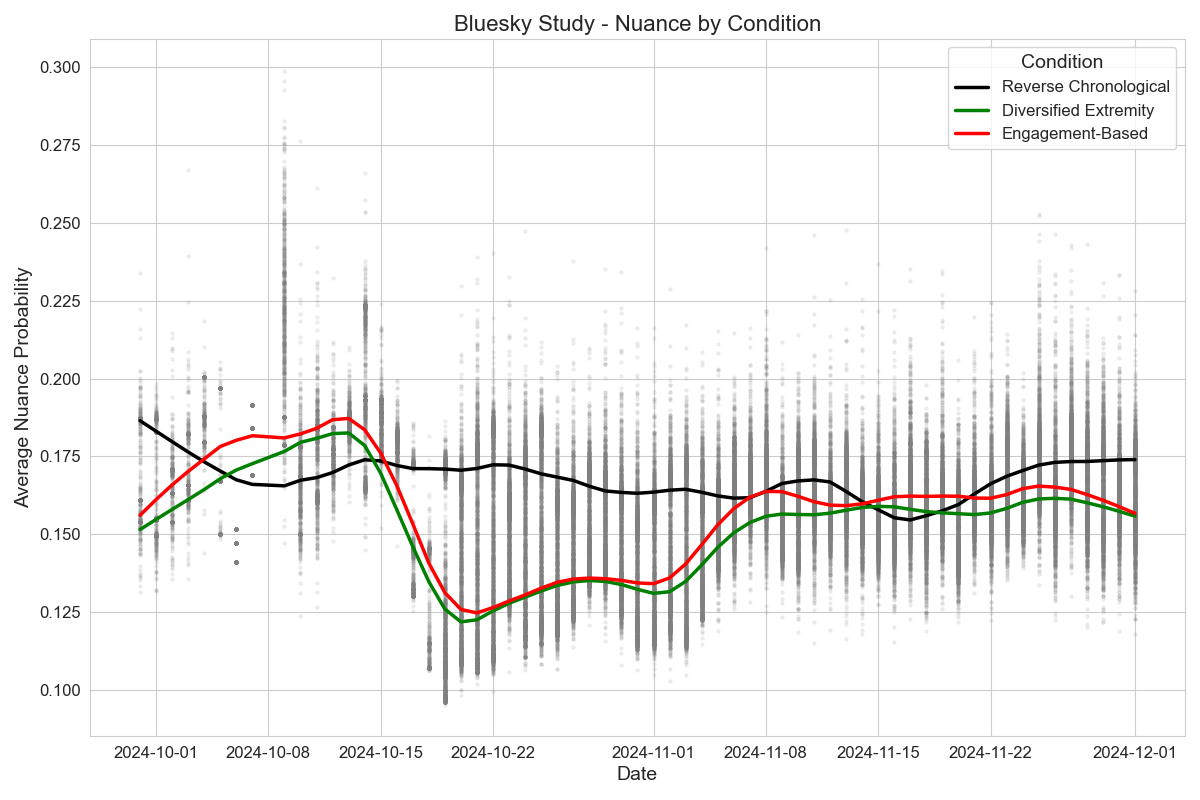 Bluesky Study - Nuance by Condition
Condition
Reverse Chronological
Diversified Extremity
Engagement-Based
Average Nuance Probability
0.300
0.275
0.250
0.225
0.200
0.175
0.150
0.125
0.100
2024-10-01 2024-10-08 2024-10-15 2024-10-22 2024-11-01 2024-11-08 2024-11-15 2024-11-22 2024-12-01
Date